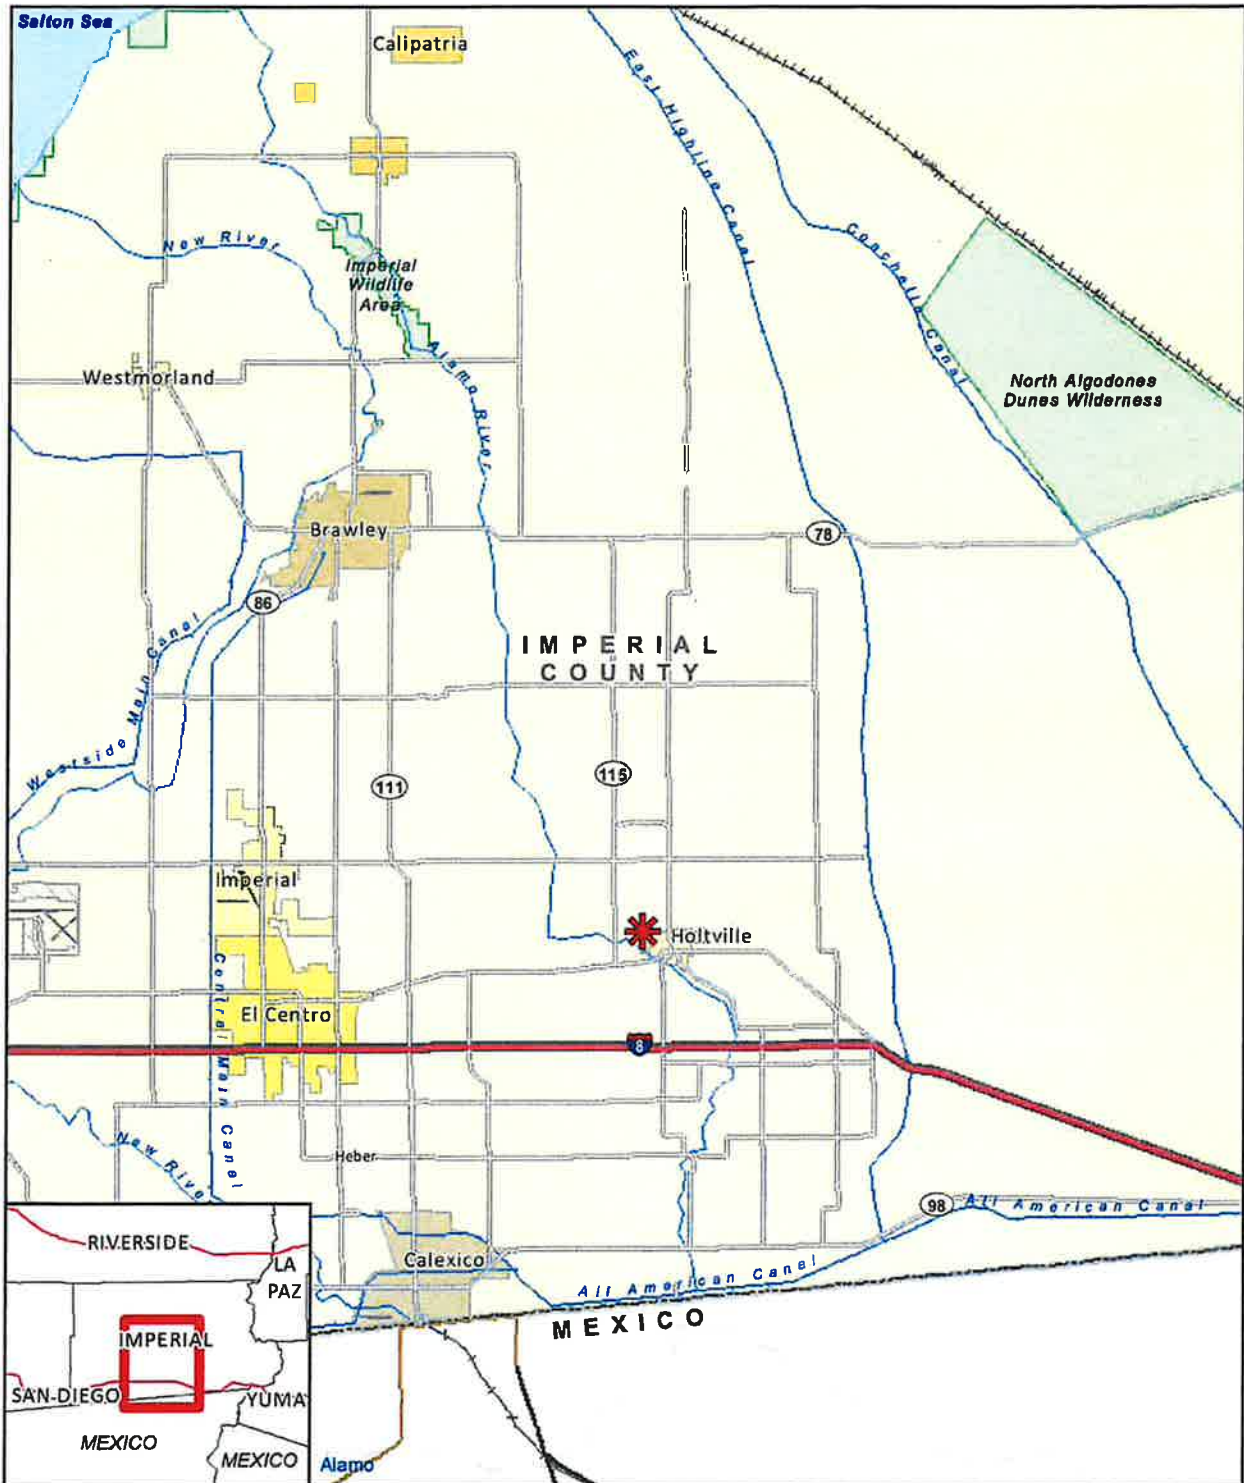 Salton Sea
Calipatria
East Highline Canal
New River
Imperial
Wildlife
Area
Coachella Canal
Alamo River
Westmorland
North Algodones
Dunes Wilderness
Brawley
78
86
IMPERIAL
COUNTY
Westside Main Canal
111
115
Imperial
Holtville
Central Main Canal
El Centro
8
New River
Heber
98
All American Canal
Calexico
All American Canal
MEXICO
RIVERSIDE
LA
PAZ
IMPERIAL
SAN DIEGO
YUMA
MEXICO
MEXICO
Alamo